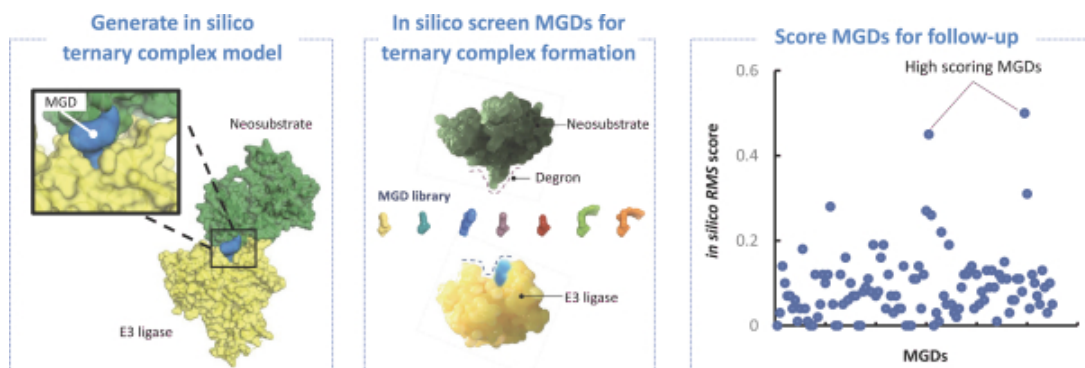 Generate in silico
ternary complex model
MGD
Neosubstrate
E3 ligase
In silico screen MGDs for
ternary complex formation
Neosubstrate
Degron
MGD library
E3 ligase
Score MGDs for follow-up
High scoring MGDs
0.6
0.4
0.2
0
in silico RMS score
MGDs